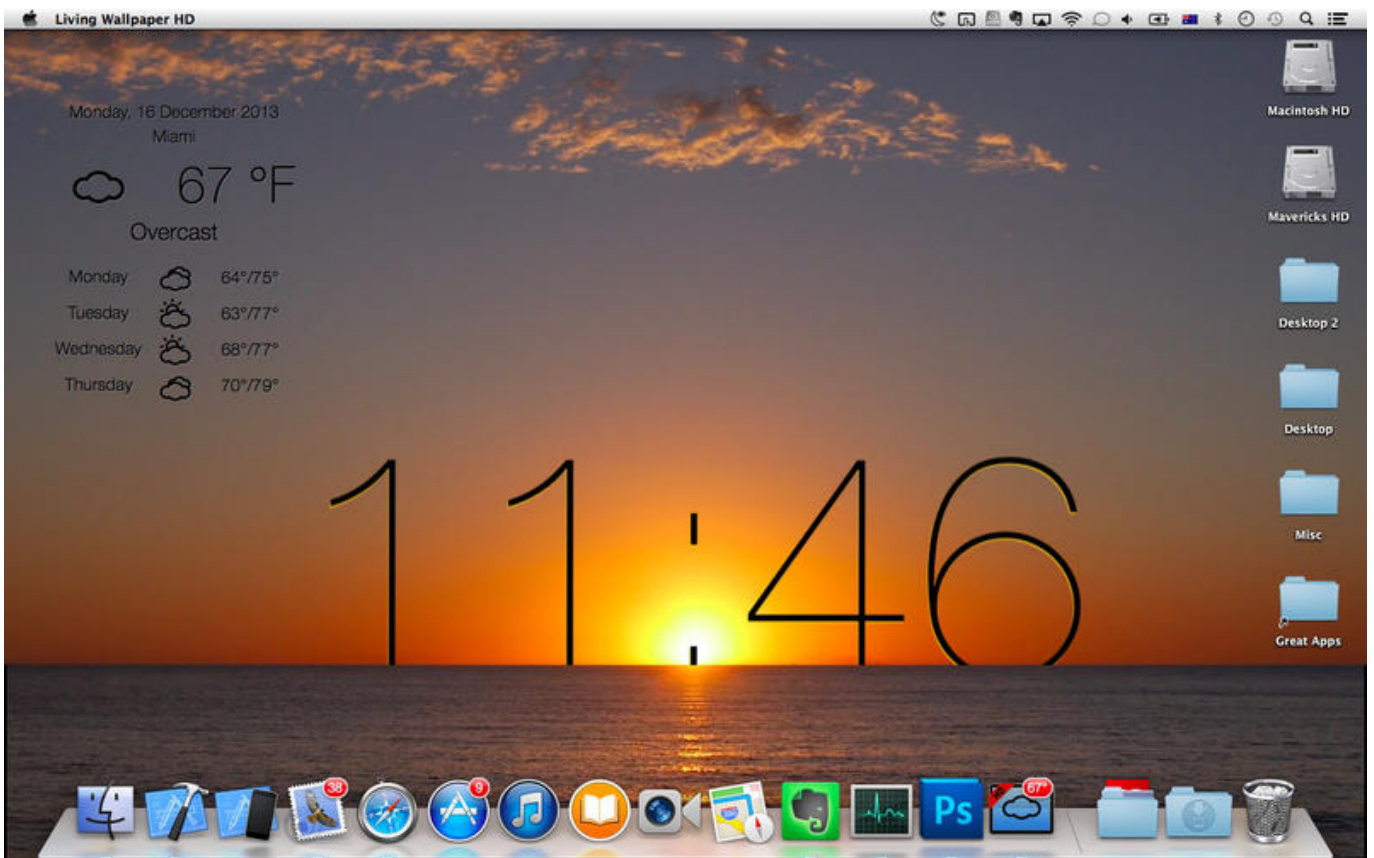 Living Wallpaper HD
Monday, 16 December 2013
Miami
67 °F
Overcast
Monday 64°/75°
Tuesday 63°/77°
Wednesday 68°/77°
Thursday 70°/79°
11:46
Macintosh HD
Mavericks HD
Desktop 2
Desktop
Misc
Great Apps
38
9
Ps
67°